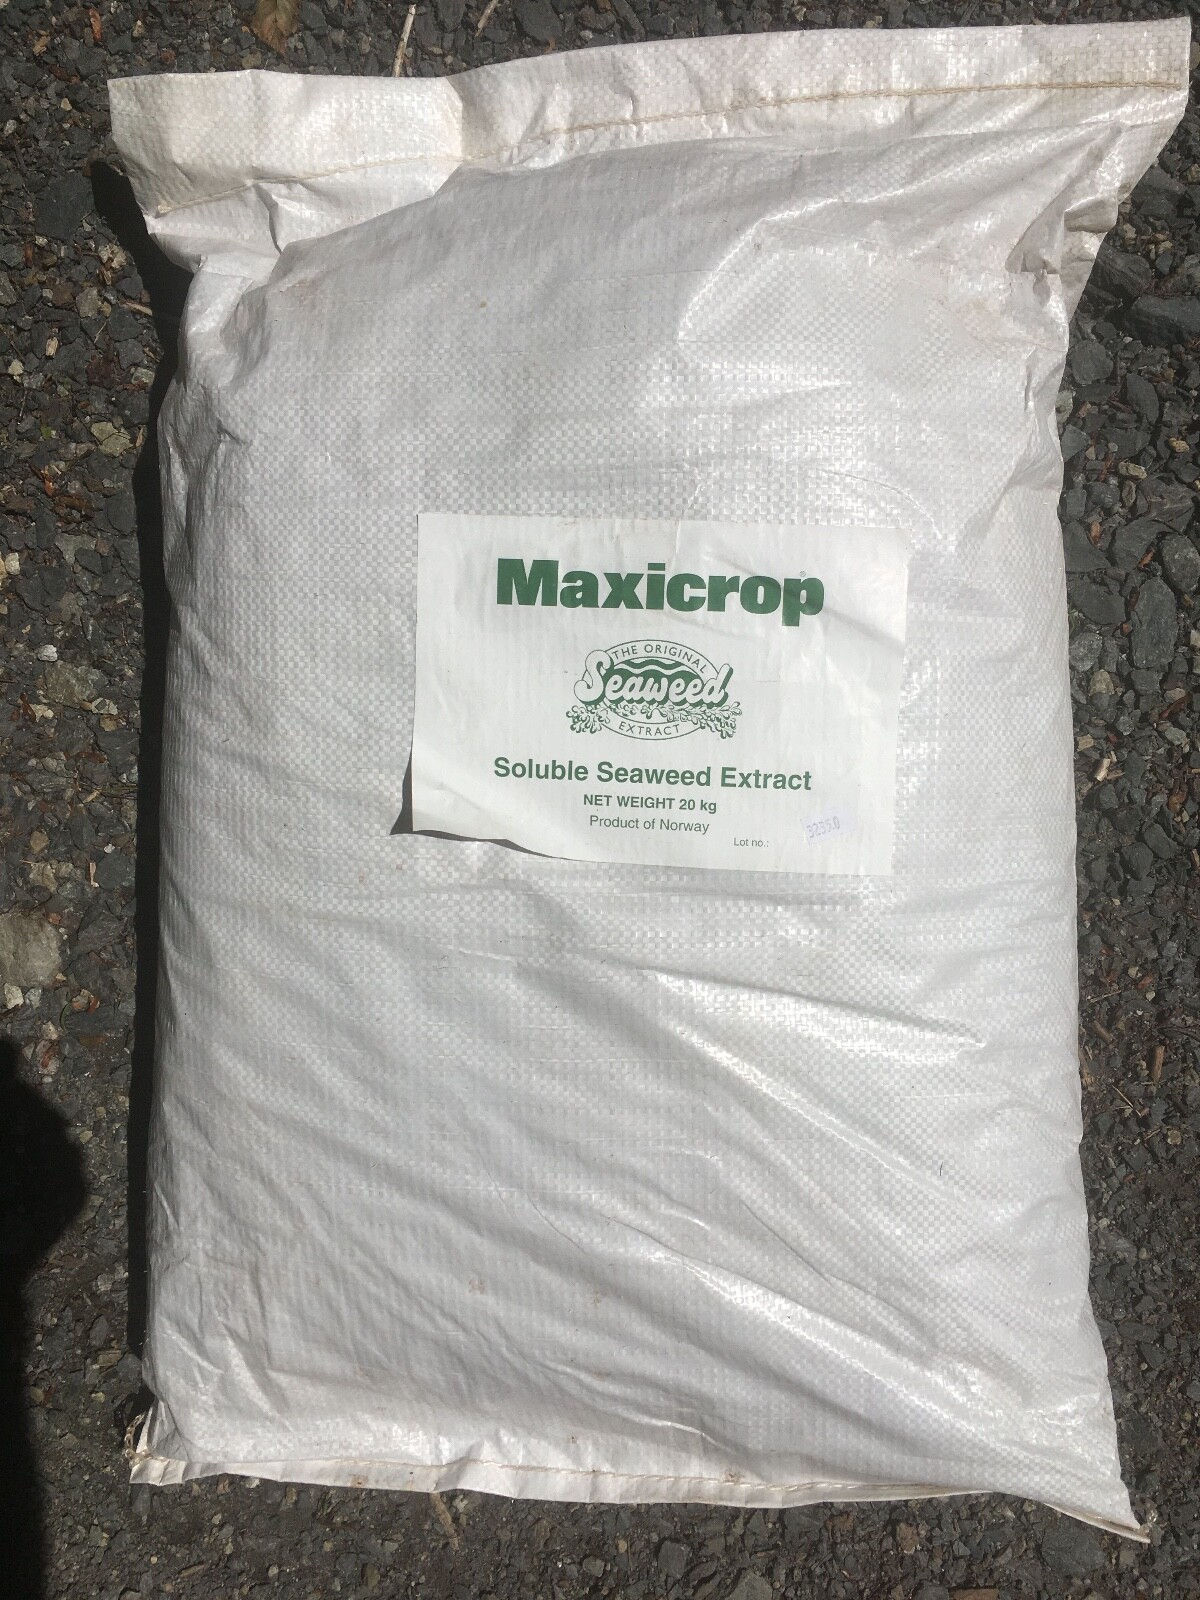 Maxicrop®
THE ORIGINAL
Seaweed
EXTRACT
Soluble Seaweed Extract
NET WEIGHT 20 kg
Product of Norway
Lot no.: